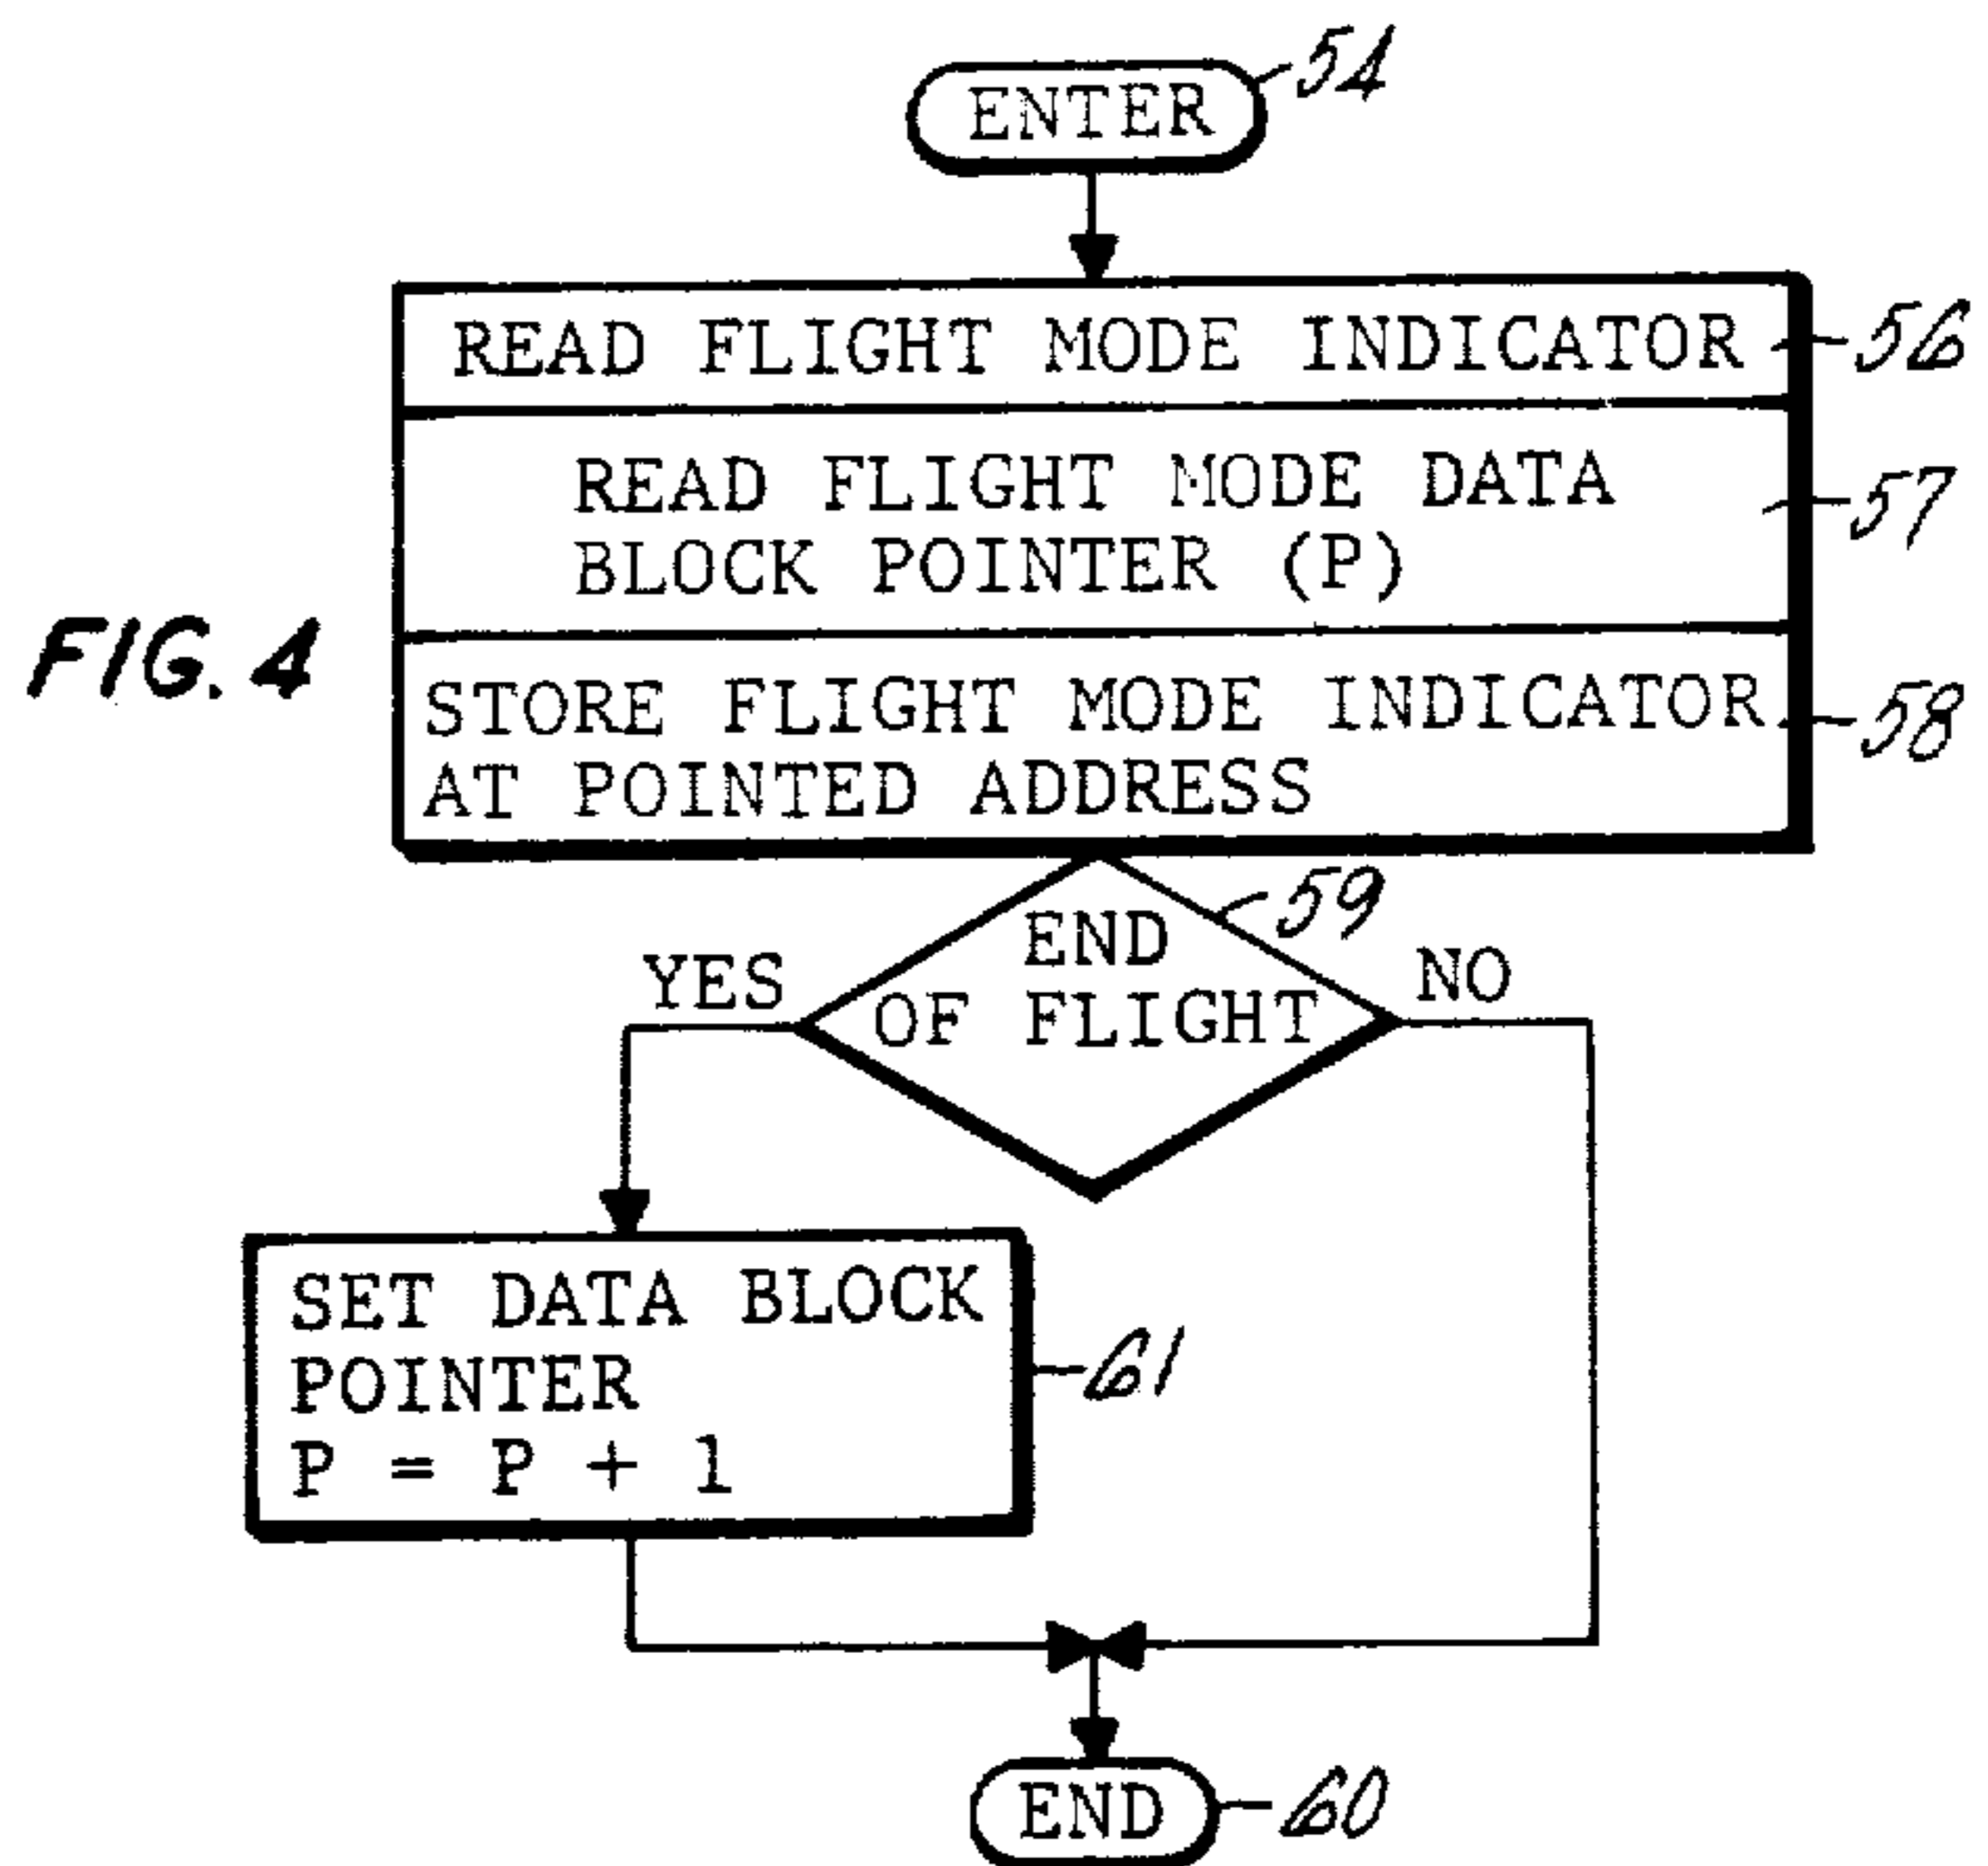 ENTER
54
READ FLIGHT MODE INDICATOR
56
READ FLIGHT MODE DATA
57
BLOCK POINTER (P)
FIG. 4
STORE FLIGHT MODE INDICATOR
58
AT POINTED ADDRESS
59
END
YES
NO
OF FLIGHT
SET DATA BLOCK
POINTER
61
P = P + 1
END
60